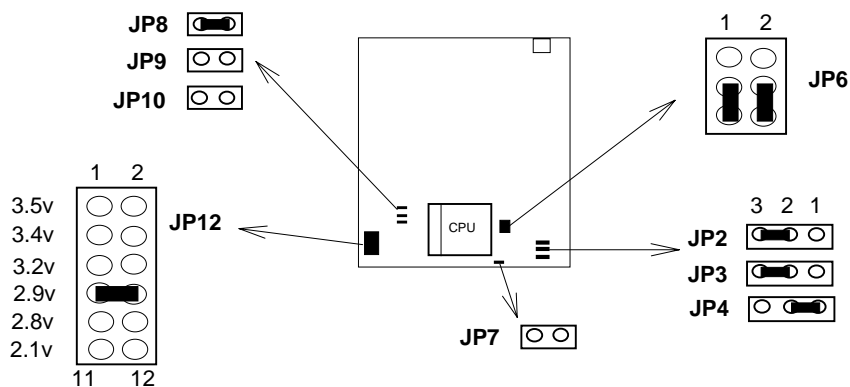 JP8
JP9
JP10
1 2
JP6
1 2
3.5v
3.4v
3.2v
2.9v
2.8v
2.1v
11 12
JP12
CPU
3 2 1
JP2
JP3
JP4
JP7